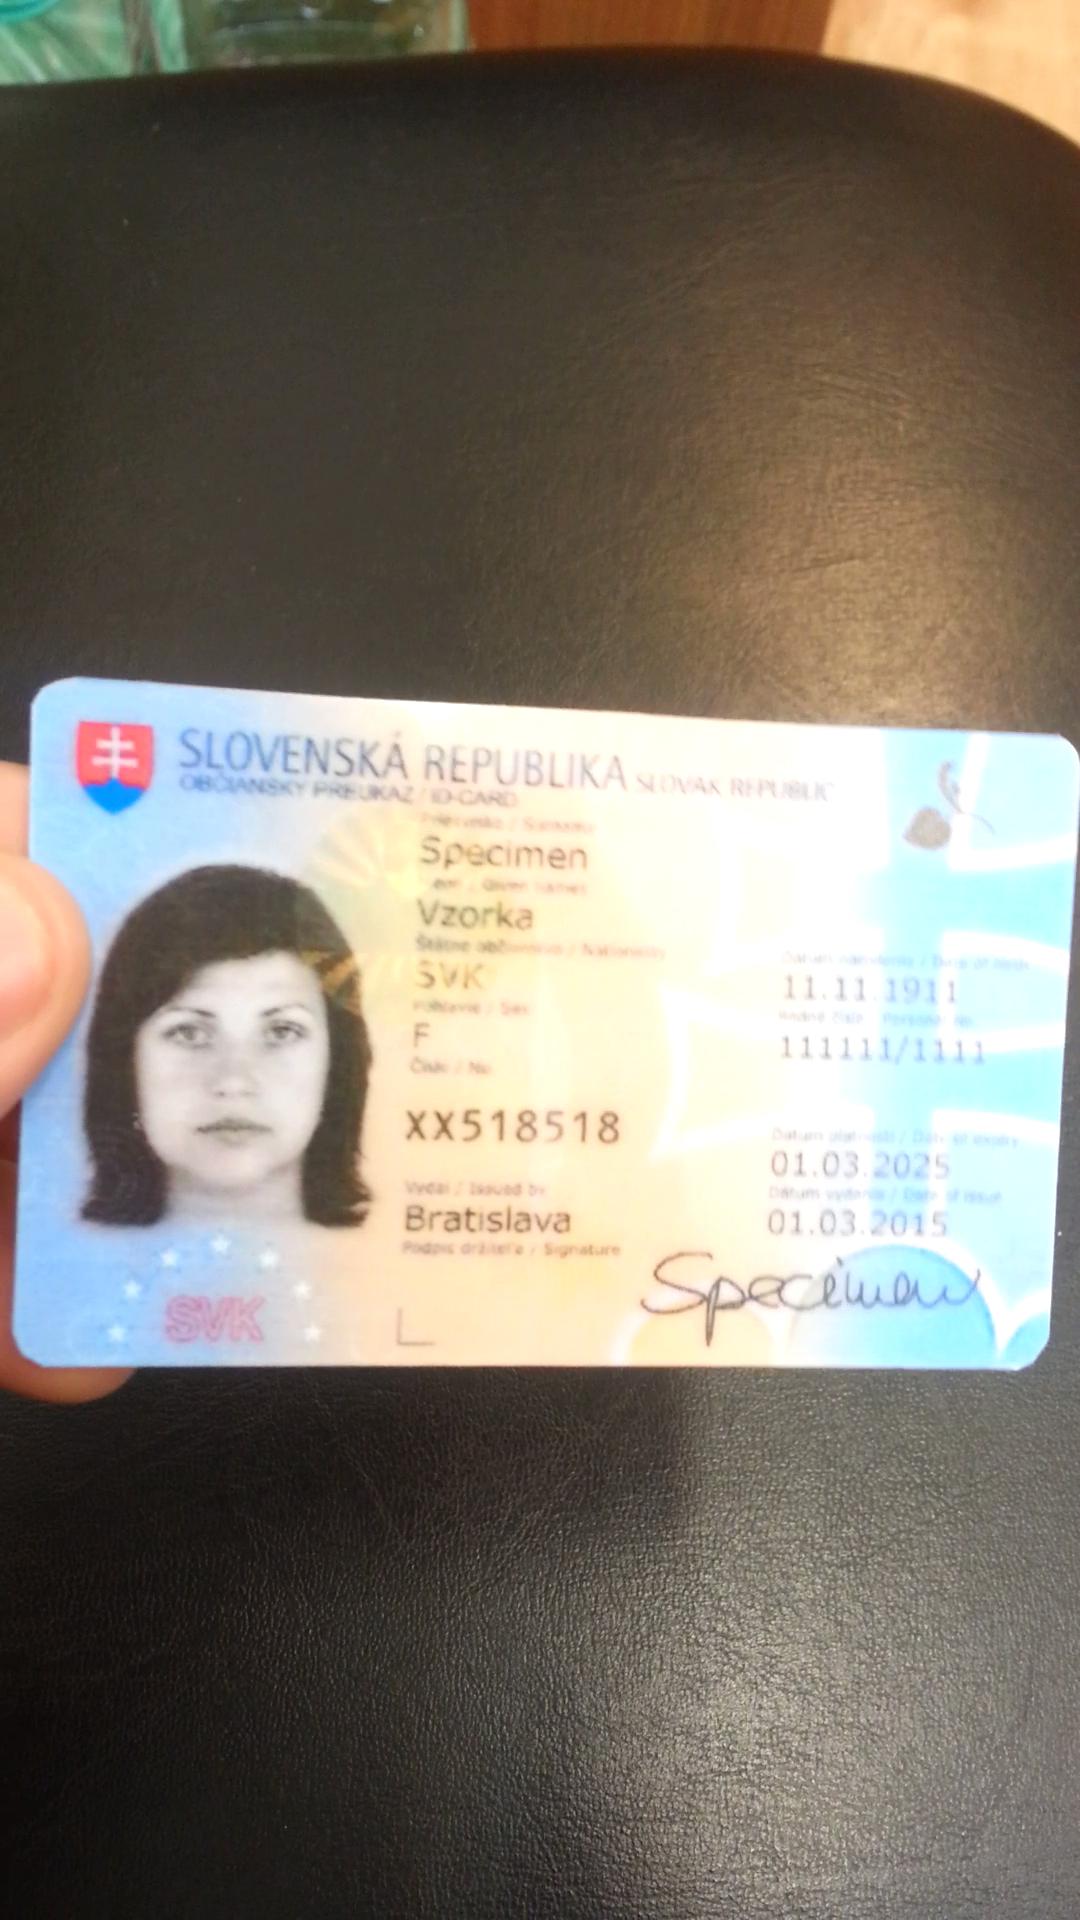 SLOVENSKÁ REPUBLIKA SLOVAK REPUBLIC
OBČIANSKY PREUKAZ / ID-CARD
Priezvisko / Surname
Specimen
Meno / Given names
Vzorka
Štátne občianstvo / Nationality
SVK
Pohlavie / Sex
F
Číslo / No
XX518518
Vydal / Issued by
Bratislava
Podpis držiteľa / Signature
Dátum narodenia / Date of birth
11.11.1911
Rodné číslo / Personal No.
111111/1111
Dátum platnosti / Date of expiry
01.03.2025
Dátum vydania / Date of issue
01.03.2015
Specimen
SVK